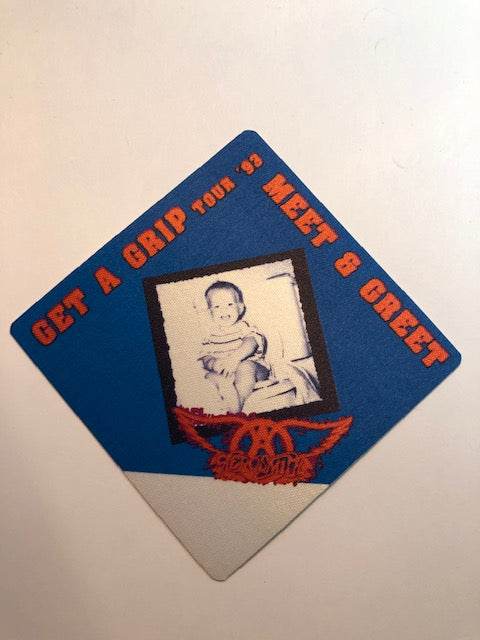 GET A GRIP TOUR '93
MEET & GREET
AEROSMITH